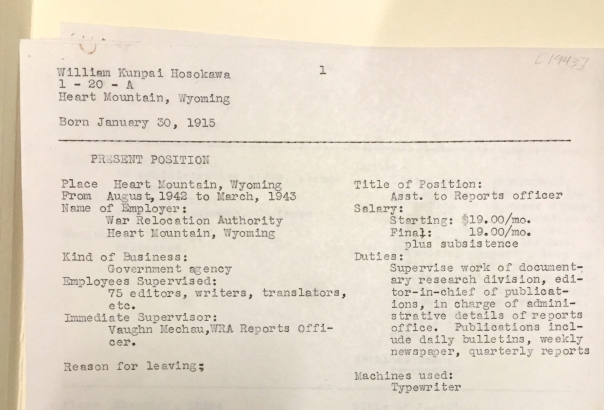 [1943]
William Kunpai Hosokawa
1
1 - 20 - A
Heart Mountain, Wyoming
Born January 30, 1915
PRESENT POSITION
Place Heart Mountain, Wyoming
From August, 1942 to March, 1943
Name of Employer:
War Relocation Authority
Heart Mountain, Wyoming
Kind of Business:
Government agency
Employees Supervised:
75 editors, writers, translators,
etc.
Immediate Supervisor:
Vaughn Mechau,WRA Reports Offi-
cer.
Reason for leaving;
Title of Position:
Asst. to Reports officer
Salary:
Starting: $19.00/mo.
Final: 19.00/mo.
plus subsistence
Duties:
Supervise work of document-
ary research division, edi-
tor-in-chief of publicat-
ions, in charge of admini-
strative details of reports
office. Publications incl-
ude daily bulletins, weekly
newspaper, quarterly reports
Machines used:
Typewriter